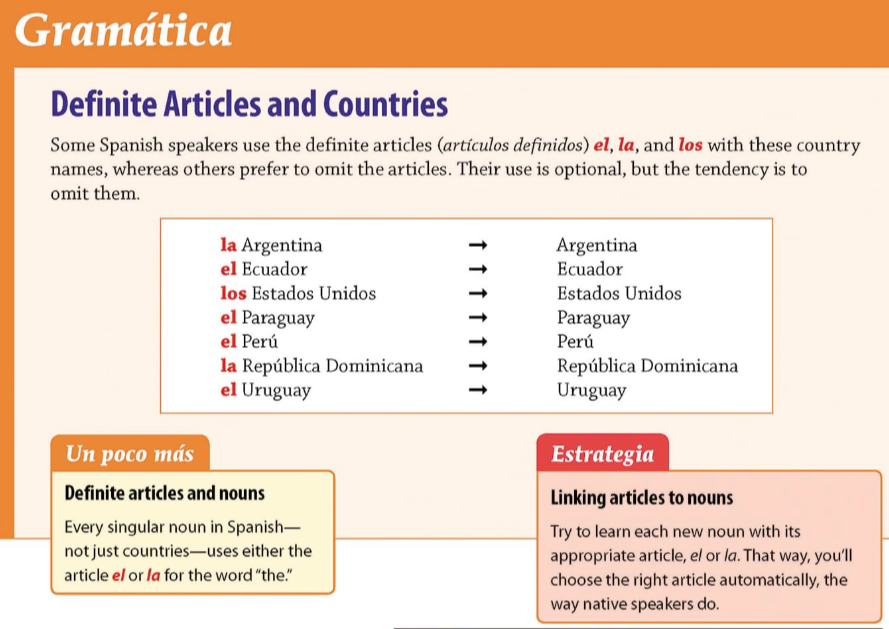 Gramática
Definite Articles and Countries
Some Spanish speakers use the definite articles (artículos definidos) el, la, and los with these country
names, whereas others prefer to omit the articles. Their use is optional, but the tendency is to
omit them.
la Argentina → Argentina
el Ecuador → Ecuador
los Estados Unidos → Estados Unidos
el Paraguay → Paraguay
el Perú → Perú
la República Dominicana → República Dominicana
el Uruguay → Uruguay
Un poco más
Definite articles and nouns
Every singular noun in Spanish—
not just countries—uses either the
article el or la for the word “the.”
Estrategia
Linking articles to nouns
Try to learn each new noun with its
appropriate article, el or la. That way, you’ll
choose the right article automatically, the
way native speakers do.